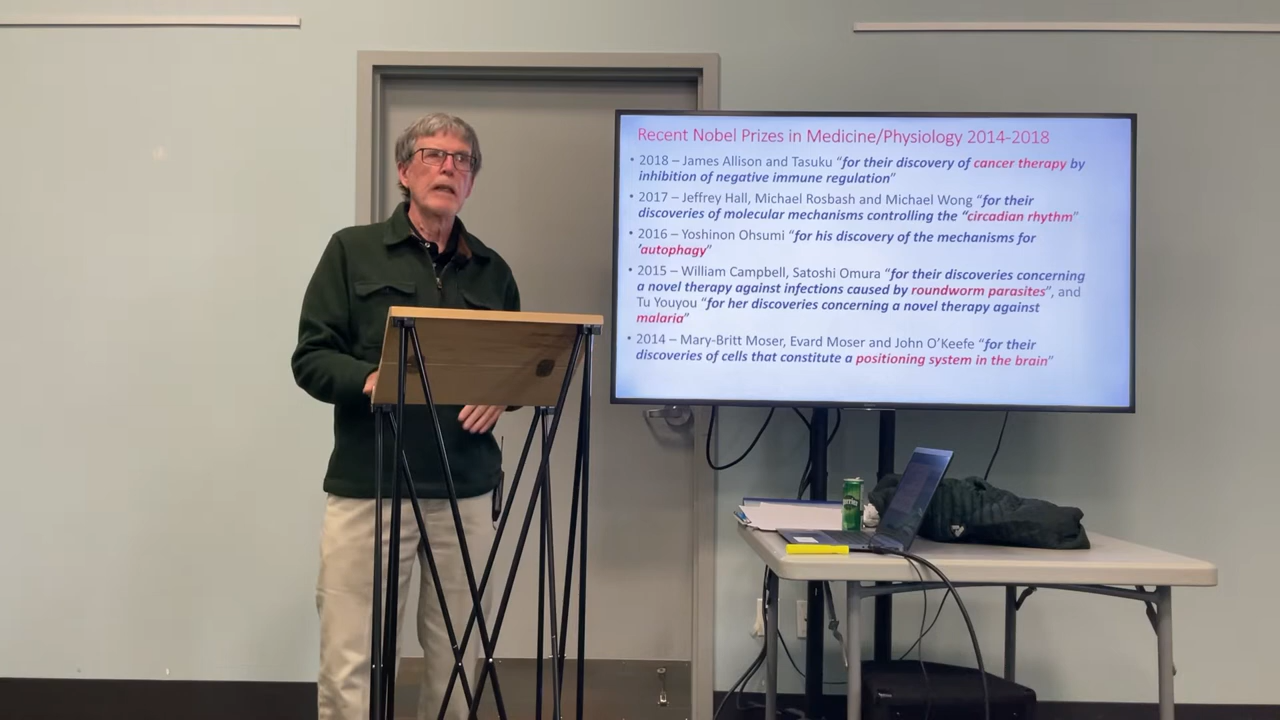 Recent Nobel Prizes in Medicine/Physiology 2014-2018
• 2018 – James Allison and Tasuku “for their discovery of cancer therapy by
inhibition of negative immune regulation”
• 2017 – Jeffrey Hall, Michael Rosbash and Michael Wong “for their
discoveries of molecular mechanisms controlling the “circadian rhythm”
• 2016 – Yoshinon Ohsumi “for his discovery of the mechanisms for
’autophagy”
• 2015 – William Campbell, Satoshi Omura “for their discoveries concerning
a novel therapy against infections caused by roundworm parasites”, and
Tu Youyou “for her discoveries concerning a novel therapy against
malaria”
• 2014 – Mary-Britt Moser, Evard Moser and John O’Keefe “for their
discoveries of cells that constitute a positioning system in the brain”
perrier